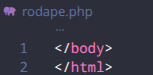 rodape.php
...
1 </body>
2 </html>